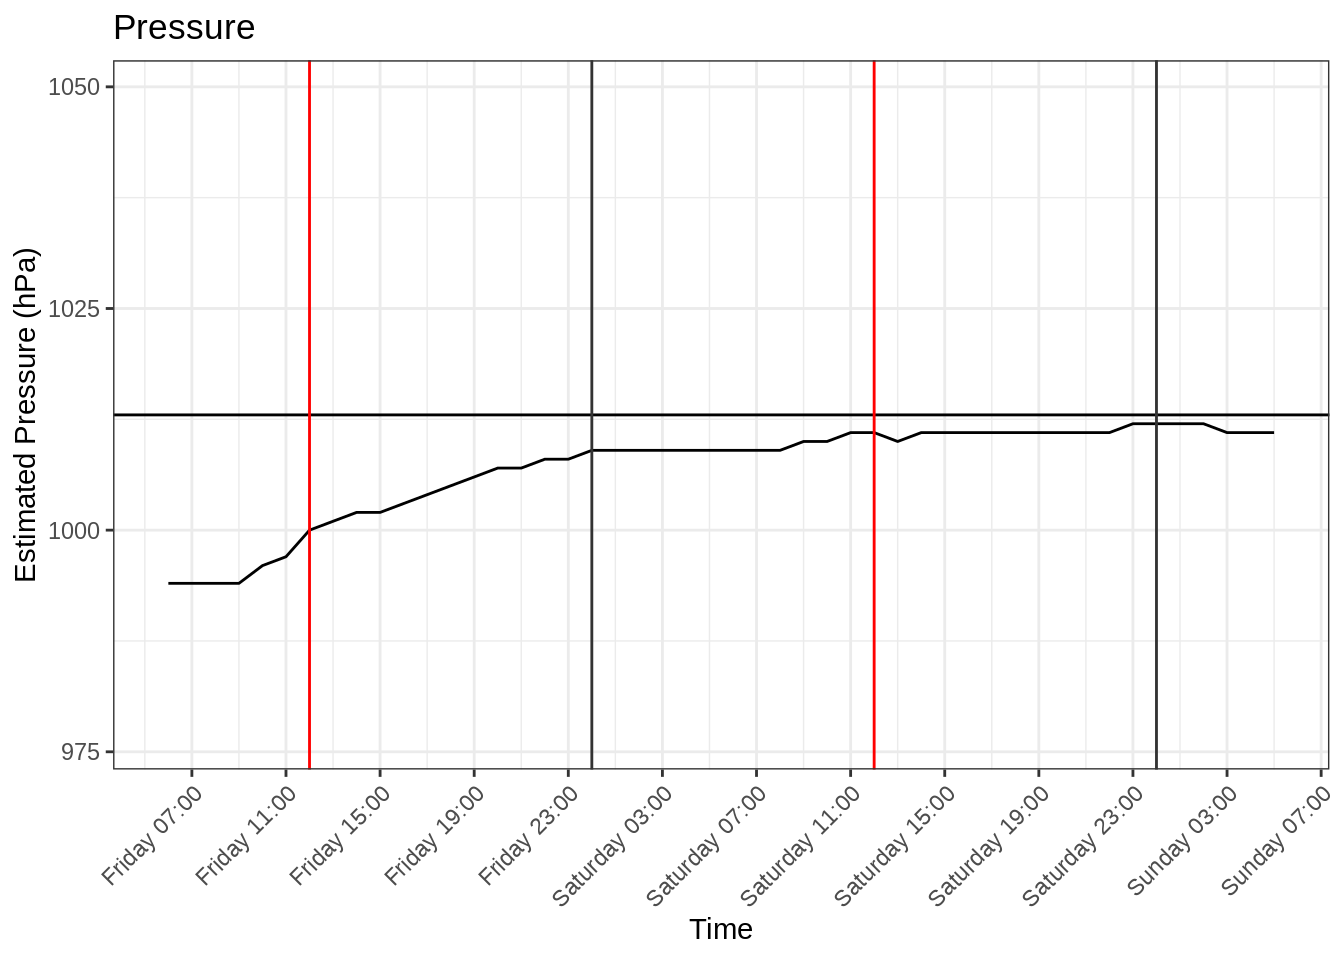 Pressure
Estimated Pressure (hPa)
1050
1025
1000
975
Friday 07:00
Friday 11:00
Friday 15:00
Friday 19:00
Friday 23:00
Saturday 03:00
Saturday 07:00
Saturday 11:00
Saturday 15:00
Saturday 19:00
Saturday 23:00
Sunday 03:00
Sunday 07:00
Time